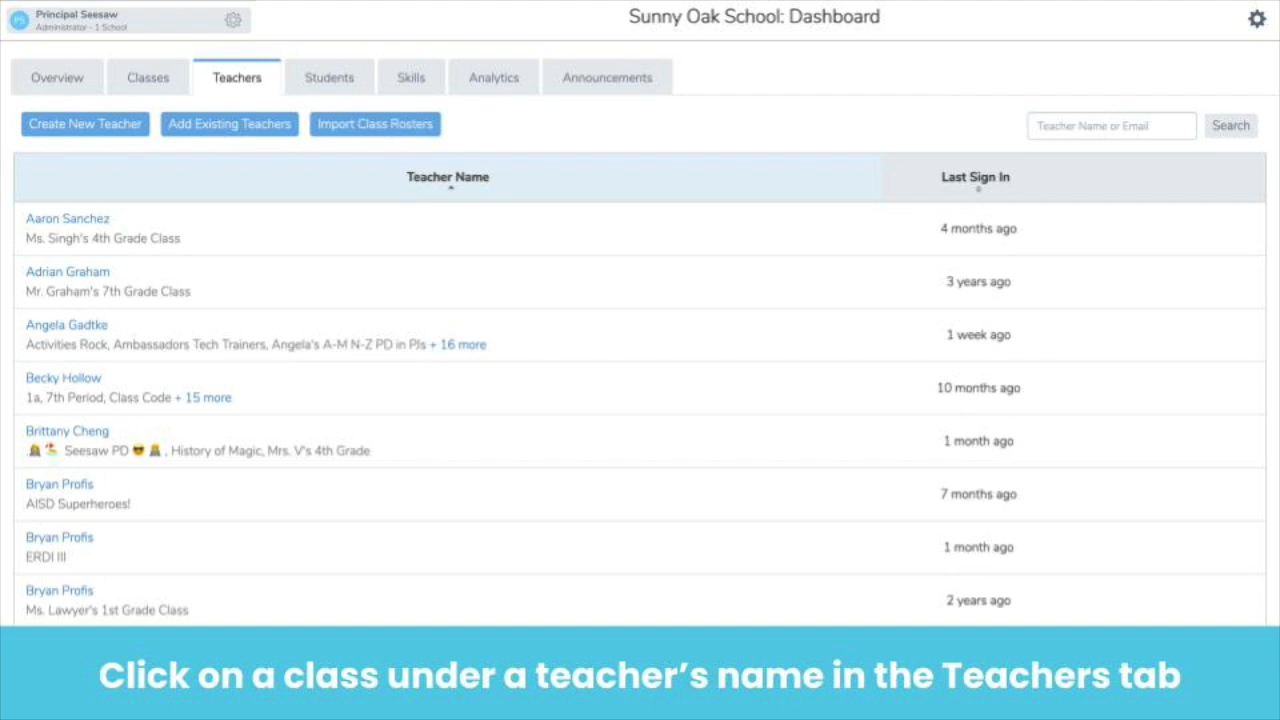 PS Principal Seesaw
Administrator - 1 School
Sunny Oak School: Dashboard
Overview Classes Teachers Students Skills Analytics Announcements
Create New Teacher Add Existing Teachers Import Class Rosters Teacher Name or Email Search
Teacher Name Last Sign In
Aaron Sanchez
Ms. Singh's 4th Grade Class 4 months ago
Adrian Graham
Mr. Graham's 7th Grade Class 3 years ago
Angela Gadtke
Activities Rock, Ambassadors Tech Trainers, Angela's A-M N-Z PD in PJs + 16 more 1 week ago
Becky Hollow
1a, 7th Period, Class Code + 15 more 10 months ago
Brittany Cheng
Seesaw PD 😎 , History of Magic, Mrs. V's 4th Grade 1 month ago
Bryan Profis
AISD Superheroes! 7 months ago
Bryan Profis
ERDI III 1 month ago
Bryan Profis
Ms. Lawyer's 1st Grade Class 2 years ago
Click on a class under a teacher's name in the Teachers tab